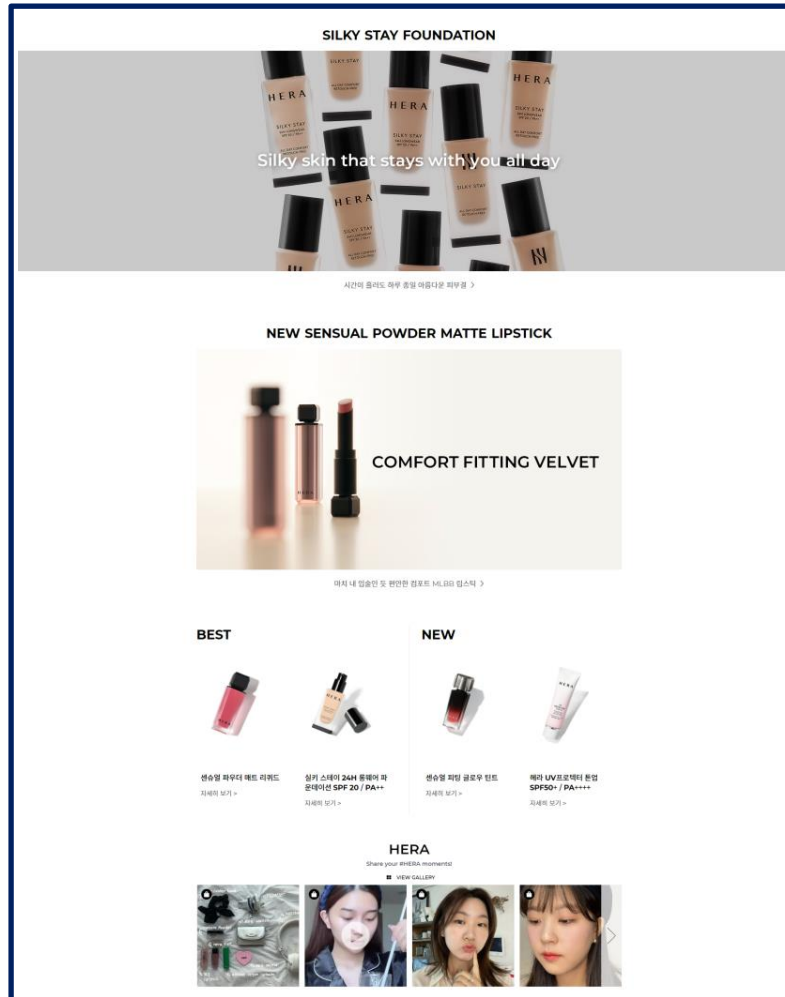 SILKY STAY FOUNDATION
HERA
SILKY STAY
Silky skin that stays with you all day
시간이 흘러도 하루 종일 아름다운 피부결 >
NEW SENSUAL POWDER MATTE LIPSTICK
HERA
COMFORT FITTING VELVET
마치 내 입술인 듯 편안한 컴포트 MLBB 립스틱 >
BEST
NEW
HERA
HERA
센슈얼 파우더 매트 리퀴드
자세히 보기 >
실키 스테이 24H 롱웨어 파
운데이션 SPF 20 / PA++
자세히 보기 >
센슈얼 피팅 글로우 틴트
자세히 보기 >
헤라 UV프로텍터 톤업
SPF50+ / PA++++
자세히 보기 >
HERA
Share your #HERA moments!
VIEW GALLERY